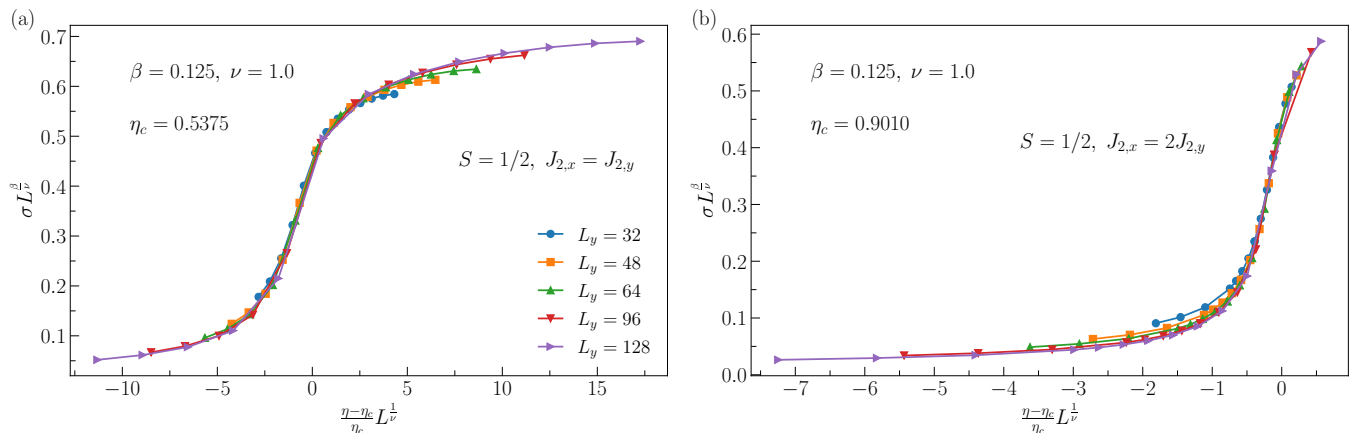 (a)
β = 0.125, ν = 1.0
η_c = 0.5375
S = 1/2, J_{2,x} = J_{2,y}
L_y = 32
L_y = 48
L_y = 64
L_y = 96
L_y = 128
0.7
0.6
0.5
0.4
0.3
0.2
0.1
σL^{β/ν}
−10 −5 0 5 10 15
(η−η_c)/η_c L^{1/ν}
(b)
β = 0.125, ν = 1.0
η_c = 0.9010
S = 1/2, J_{2,x} = 2J_{2,y}
0.6
0.5
0.4
0.3
0.2
0.1
0.0
σL^{β/ν}
−7 −6 −5 −4 −3 −2 −1 0
(η−η_c)/η_c L^{1/ν}